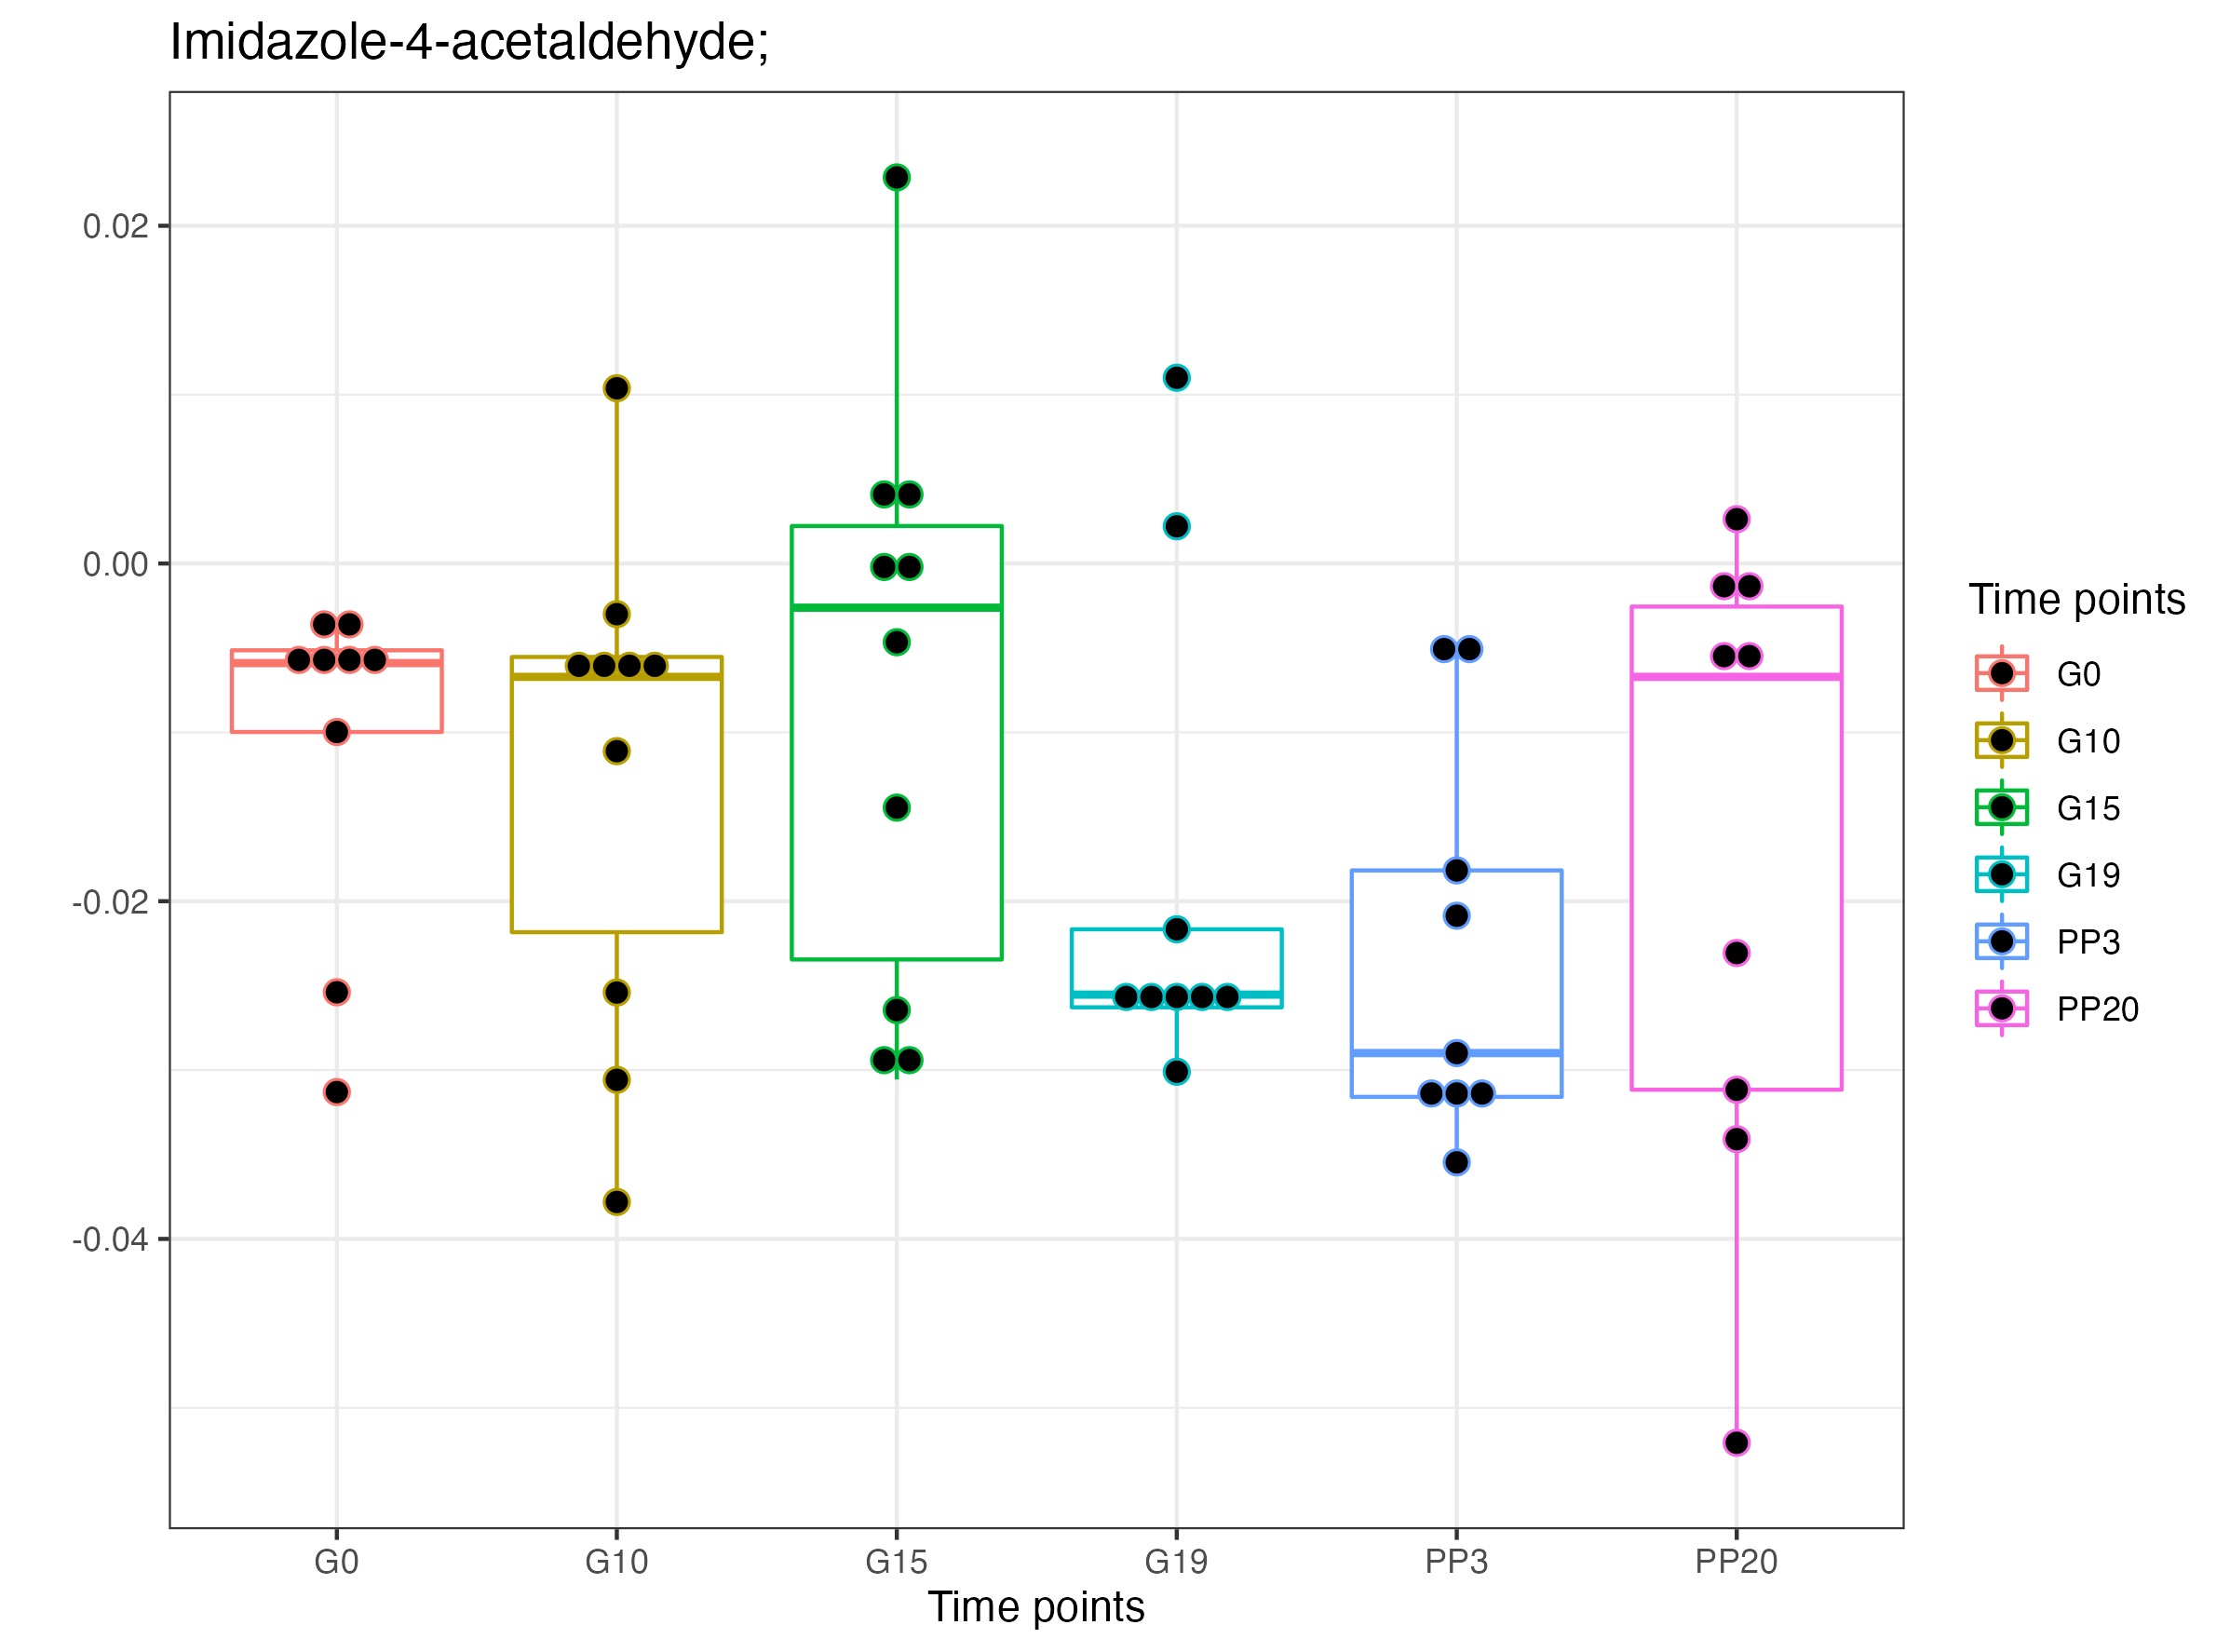 Imidazole-4-acetaldehyde;
0.02
0.00
-0.02
-0.04
G0 G10 G15 G19 PP3 PP20
Time points
Time points
G0
G10
G15
G19
PP3
PP20